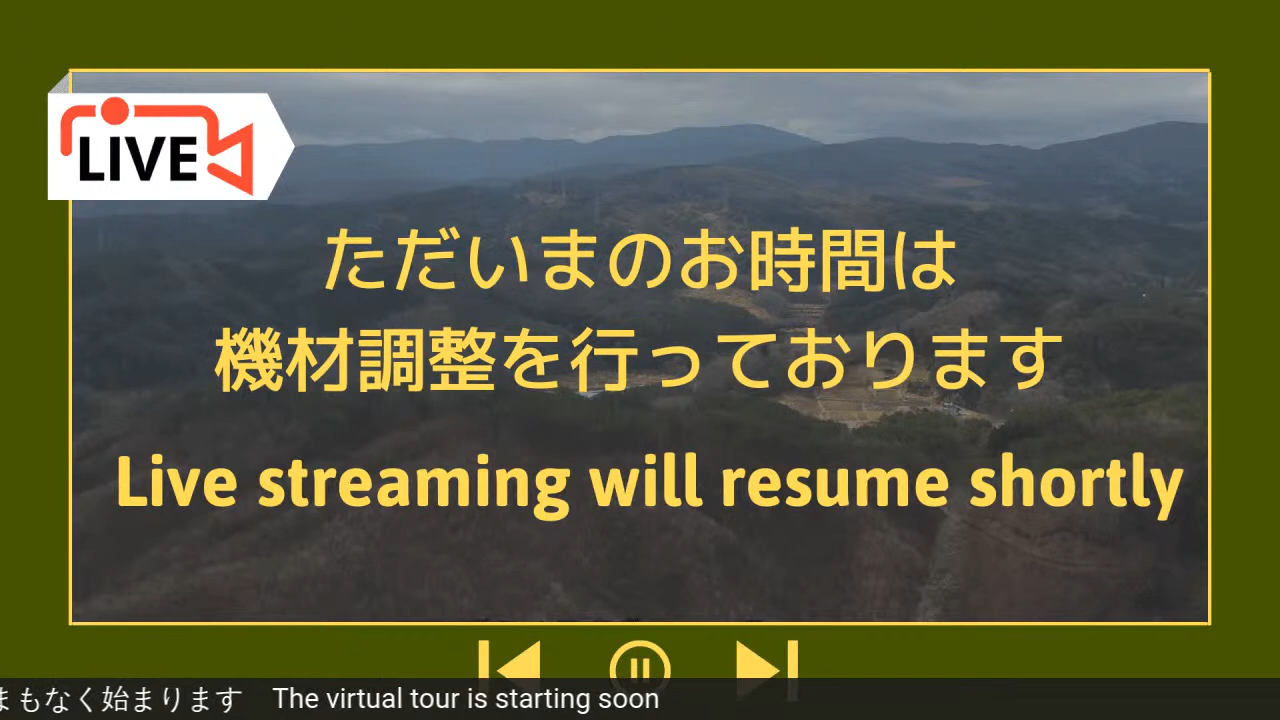 LIVE
ただいまのお時間は
機材調整を行っております
Live streaming will resume shortly
まもなく始まります　The virtual tour is starting soon